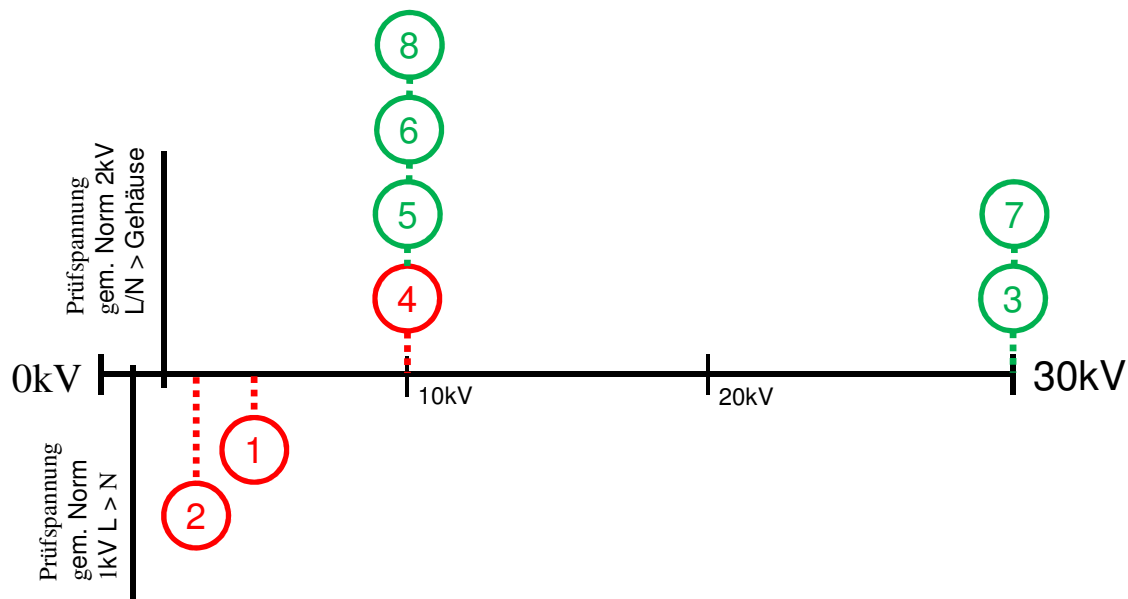 8
6
5
4
7
3
Prüfspannung
gem. Norm 2kV
L/N > Gehäuse
0kV
10kV
20kV
30kV
Prüfspannung
gem. Norm
1kV L > N
1
2